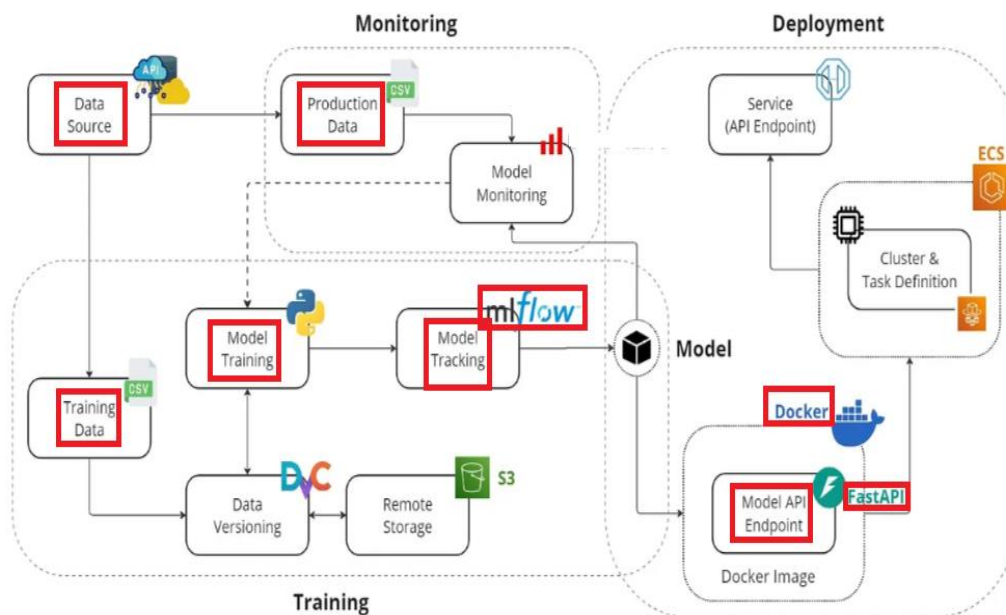 Monitoring
Deployment
API
Data
Source
CSV
Production
Data
Service
(API Endpoint)
Model
Monitoring
ECS
Cluster &
Task Definition
mlflow
Model
Training
Model
Tracking
Model
CSV
Training
Data
Docker
DVC
Data
Versioning
S3
Remote
Storage
FastAPI
Model API
Endpoint
Docker Image
Training